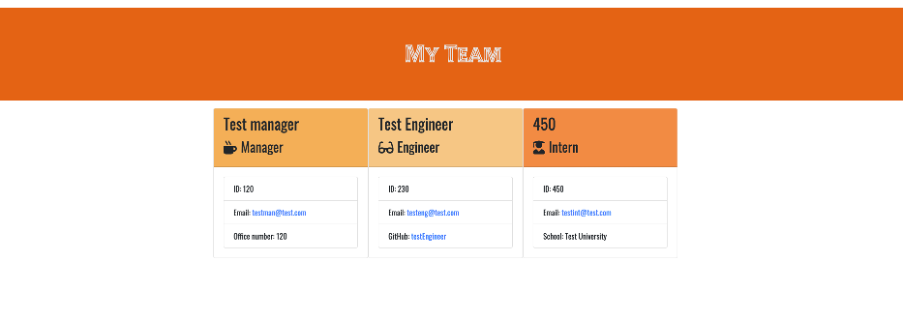 My Team
Test manager
Manager
ID: 120
Email: testman@test.com
Office number: 120
Test Engineer
Engineer
ID: 230
Email: testeng@test.com
GitHub: testEngineer
450
Intern
ID: 450
Email: testint@test.com
School: Test University